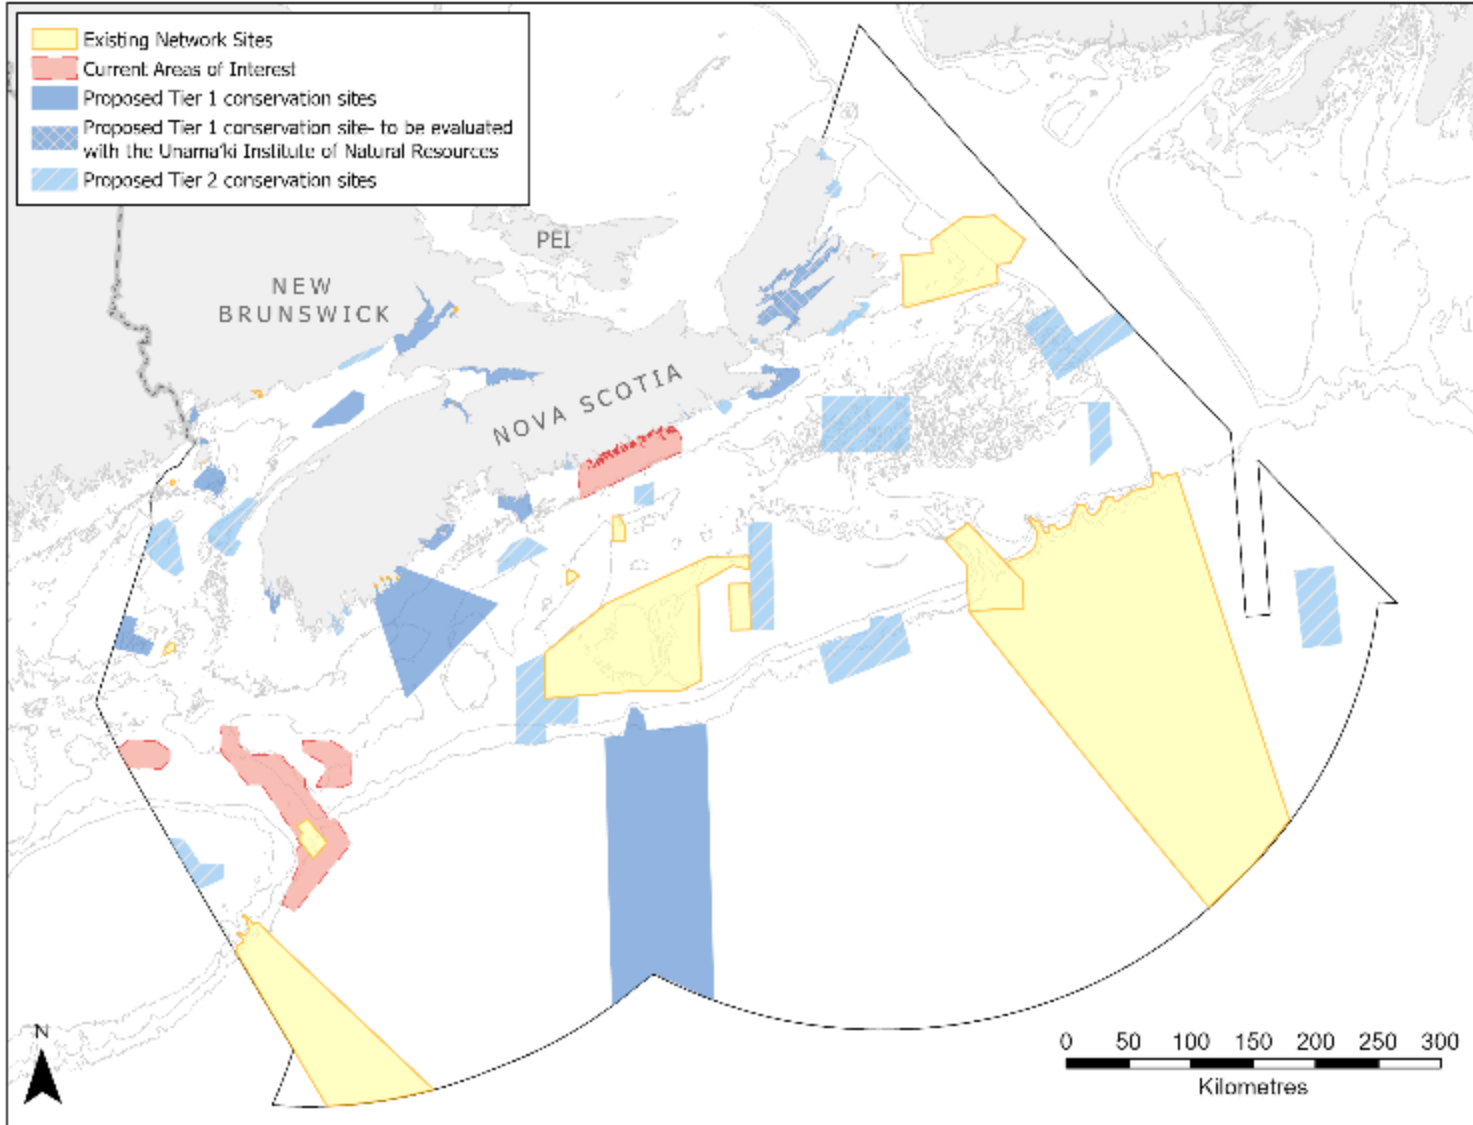 Existing Network Sites
Current Areas of Interest
Proposed Tier 1 conservation sites
Proposed Tier 1 conservation site- to be evaluated
with the Unama'ki Institute of Natural Resources
Proposed Tier 2 conservation sites
PEI
NEW
BRUNSWICK
NOVA SCOTIA
N
0 50 100 150 200 250 300
Kilometres